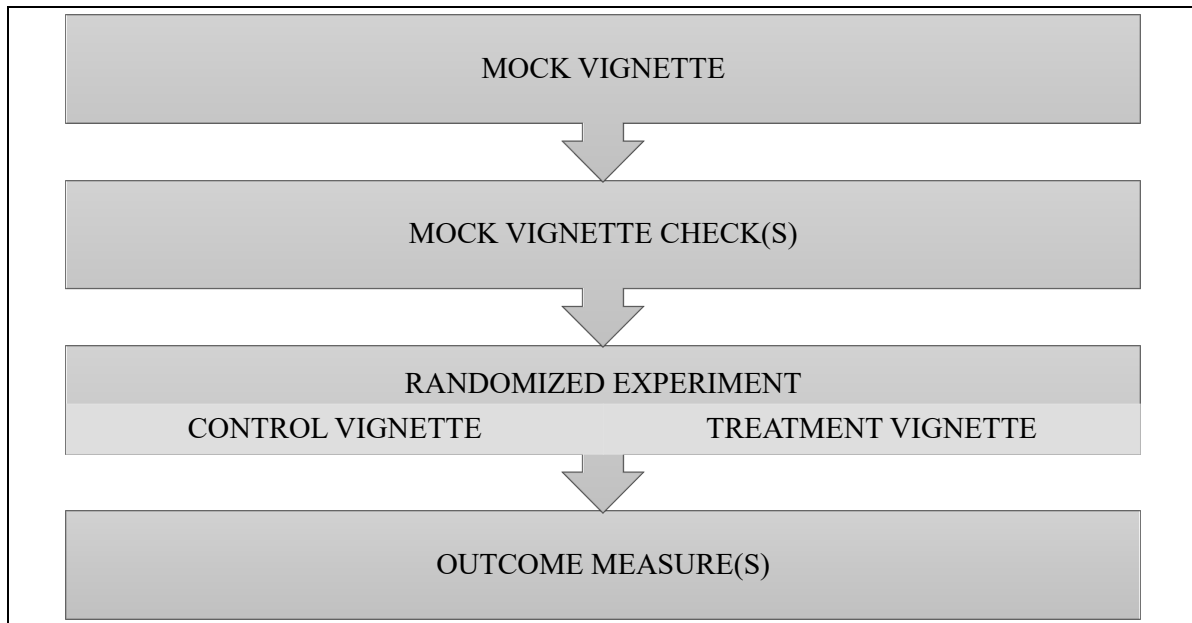 MOCK VIGNETTE
MOCK VIGNETTE CHECK(S)
RANDOMIZED EXPERIMENT
CONTROL VIGNETTE
TREATMENT VIGNETTE
OUTCOME MEASURE(S)